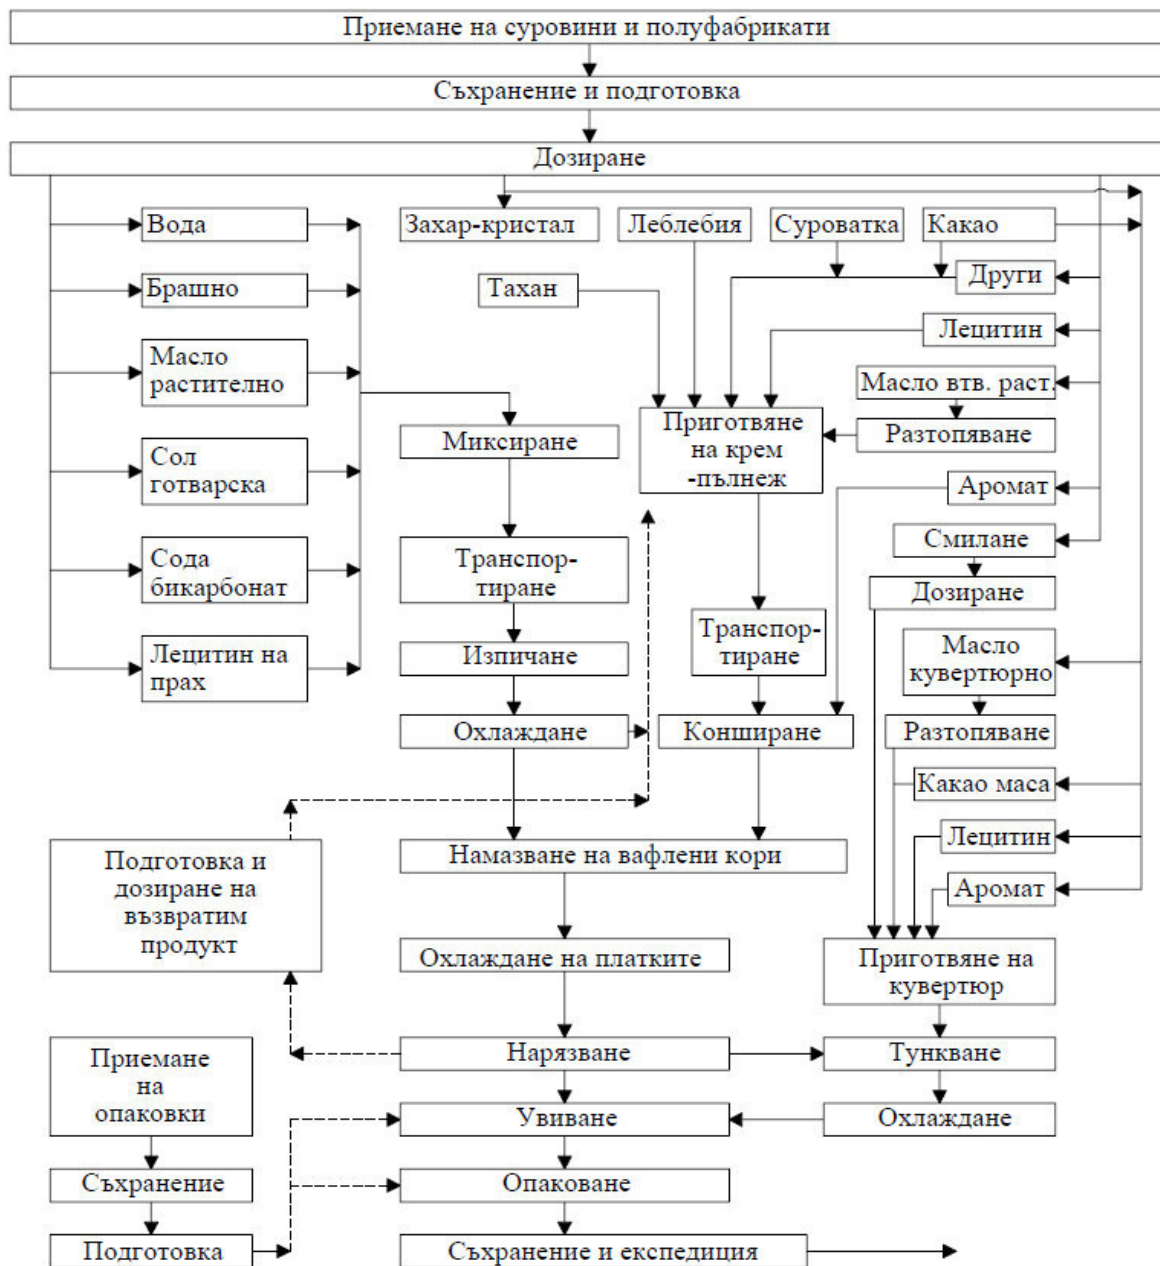 Приемане на суровини и полуфабрикати
Съхранение и подготовка
Дозиране
Вода
Захар-кристал
Леблебия
Суроватка
Какао
Брашно
Тахан
Други
Лецитин
Масло
растително
Масло втв. раст.
Миксиране
Приготвяне
на крем
-пълнеж
Разтопяване
Сол
готварска
Аромат
Смилане
Сода
бикарбонат
Транспор-
тиране
Дозиране
Лецитин на
прах
Изпичане
Транспор-
тиране
Масло
кувертюрно
Охлаждане
Конширане
Разтопяване
Какао маса
Подготовка и
дозиране на
възвратим
продукт
Намазване на вафлени кори
Лецитин
Аромат
Охлаждане на платките
Приготвяне на
кувертюр
Приемане
на
опаковки
Нарязване
Тункване
Увиване
Охлаждане
Съхранение
Опаковане
Подготовка
Съхранение и експедиция